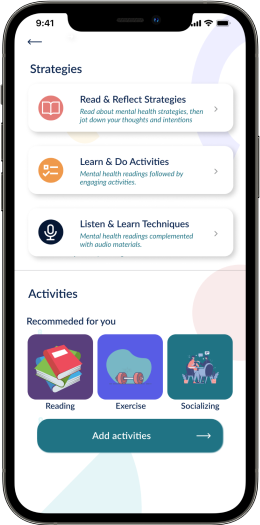 9:41
Strategies
Read & Reflect Strategies
Read about mental health strategies, then
jot down your thoughts and intentions
Learn & Do Activities
Mental health readings followed by
engaging activities.
Listen & Learn Techniques
Mental health readings complemented
with audio materials.
Activities
Recommeded for you
Reading Exercise Socializing
Add activities